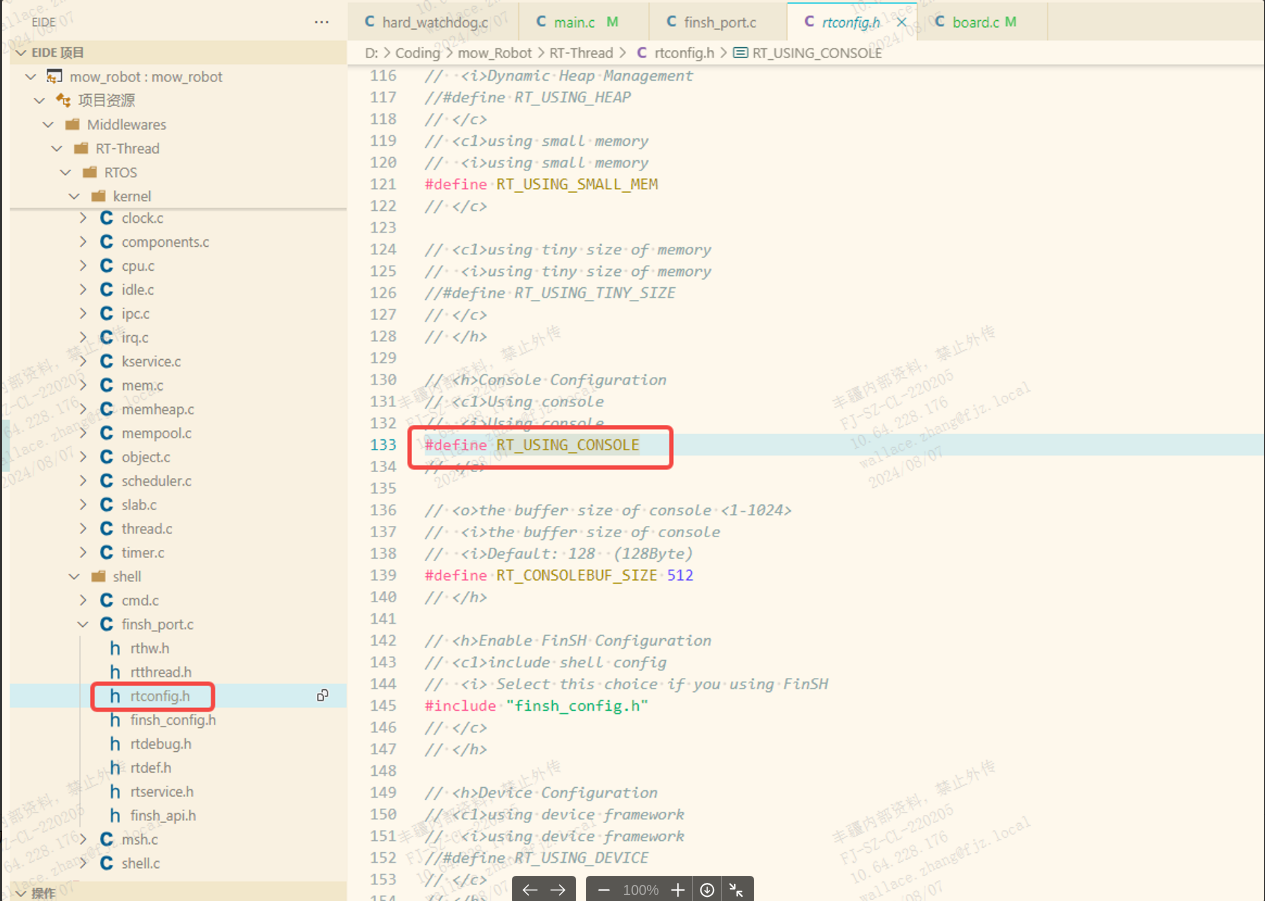 EIDE
EIDE 项目
mow_robot : mow_robot
项目资源
Middlewares
RT-Thread
RTOS
kernel
clock.c
components.c
cpu.c
idle.c
ipc.c
irq.c
kservice.c
mem.c
memheap.c
mempool.c
object.c
scheduler.c
slab.c
thread.c
timer.c
shell
cmd.c
finsh_port.c
rthw.h
rtthread.h
rtconfig.h
finsh_config.h
rtdebug.h
rtdef.h
rtservice.h
finsh_api.h
msh.c
shell.c
操作
hard_watchdog.c
main.c M
finsh_port.c
rtconfig.h
board.c M
D: > Coding > mow_Robot > RT-Thread > rtconfig.h > RT_USING_CONSOLE
116 // <i>Dynamic Heap Management
117 //#define RT_USING_HEAP
118 // </c>
119 // <c1>using small memory
120 // <i>using small memory
121 #define RT_USING_SMALL_MEM
122 // </c>
123
124 // <c1>using tiny size of memory
125 // <i>using tiny size of memory
126 //#define RT_USING_TINY_SIZE
127 // </c>
128 // </h>
129
130 // <h>Console Configuration
131 // <c1>Using console
132 // <i>Using console
133 #define RT_USING_CONSOLE
134 // </c>
135
136 // <o>the buffer size of console <1-1024>
137 // <i>the buffer size of console
138 // <i>Default: 128 (128Byte)
139 #define RT_CONSOLEBUF_SIZE 512
140 // </h>
141
142 // <h>Enable FinSH Configuration
143 // <c1>include shell config
144 // <i> Select this choice if you using FinSH
145 #include "finsh_config.h"
146 // </c>
147 // </h>
148
149 // <h>Device Configuration
150 // <c1>using device framework
151 // <i>using device framework
152 //#define RT_USING_DEVICE
153 // </c>
100%
丰疆内部资料，禁止外传
FJ-SZ-CL-220205
10.64.228.176
wallace.zhang@fjz.local
2024/08/07